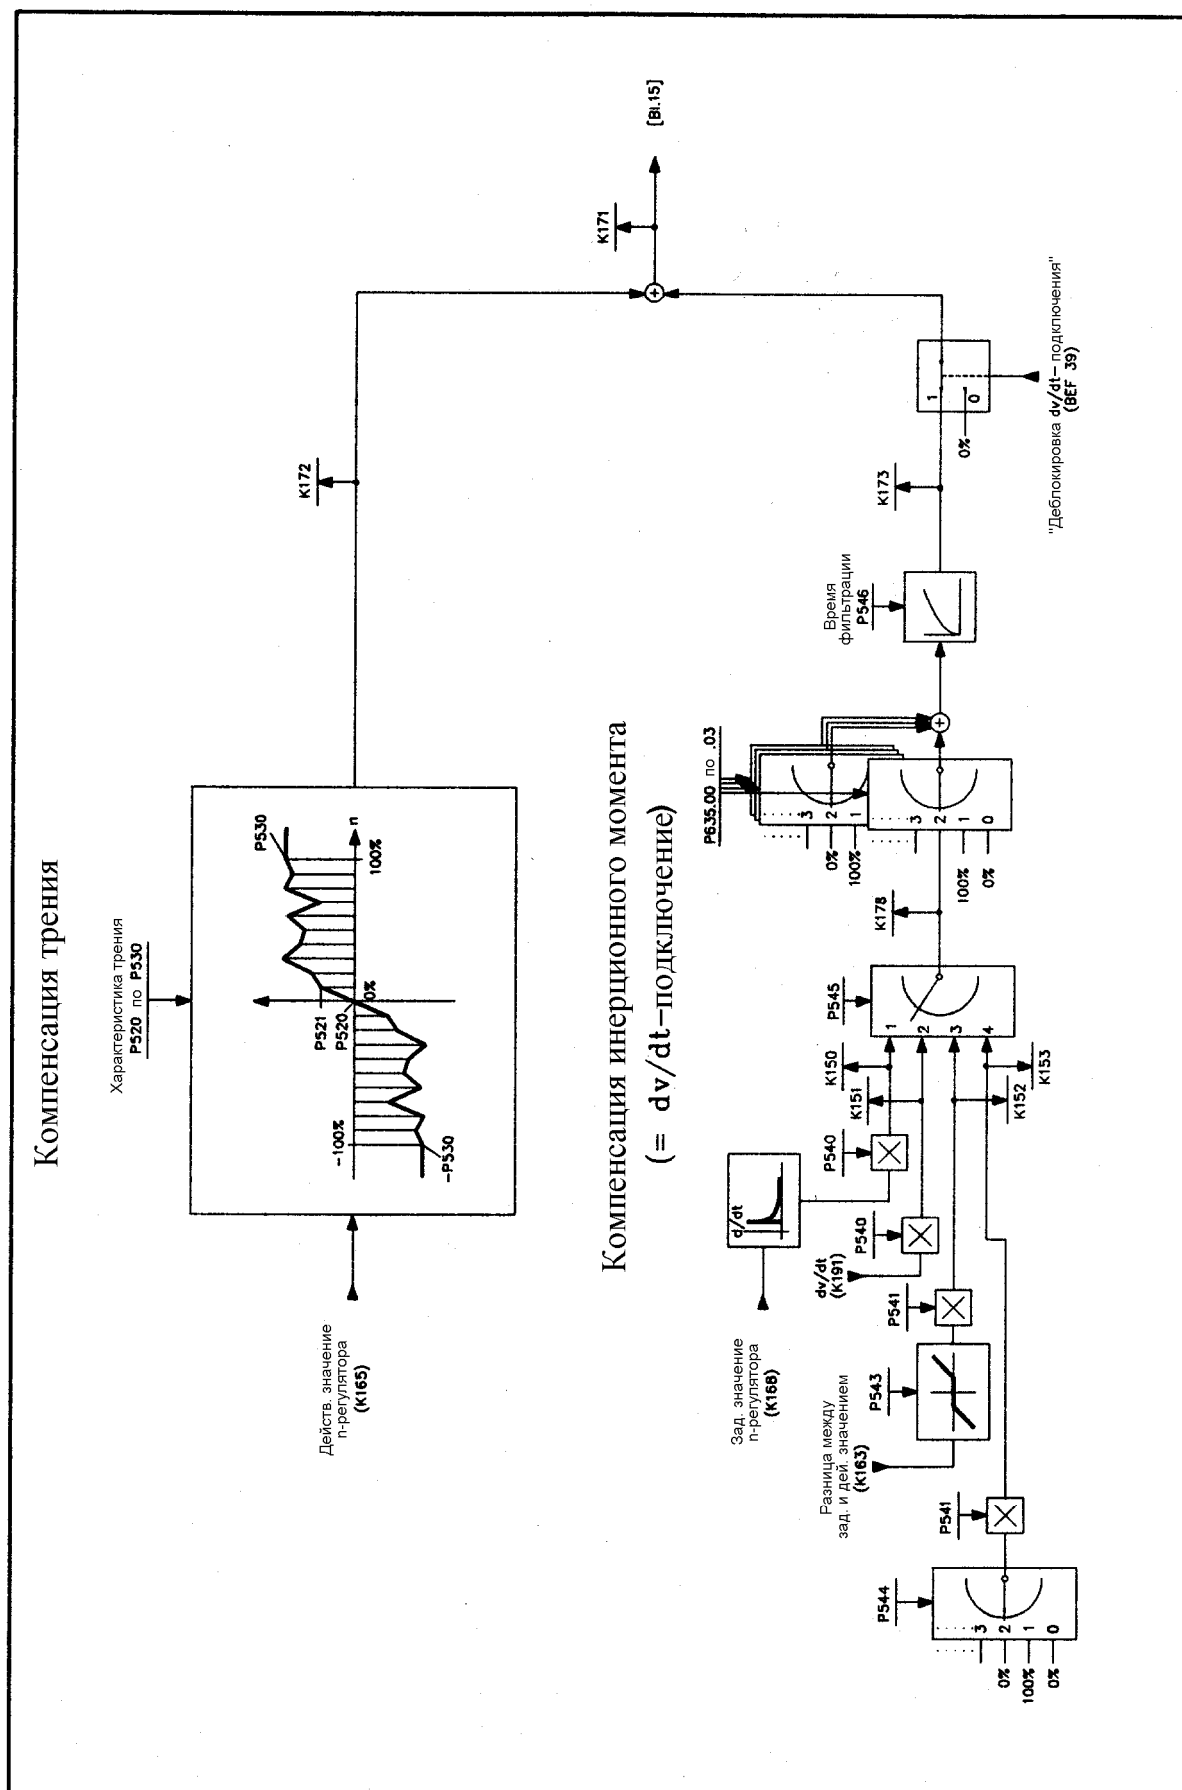 Компенсация трения
Характеристика трения
P520 по P530
P530
n
100%
P521
P520
0%
-100%
-P530
Действ. значение
n-регулятора
(K165)
K172
K171
[Bl.15]
Компенсация инерционного момента
(= dv/dt-подключение)
Зад. значение
n-регулятора
(K168)
d/dt
P540
K150
dv/dt
(K191)
P540
K151
Разница между
зад. и дей. значением
(K163)
P543
P541
K152
P544
3
2
1
0
0%
100%
0%
P541
K153
P545
1
2
3
4
K178
P635.00 по .03
3
2
1
0%
100%
3
2
1
0
100%
0%
Время
фильтрации
P546
K173
1
0
0%
"Деблокировка dv/dt- подключения"
(BEF 39)